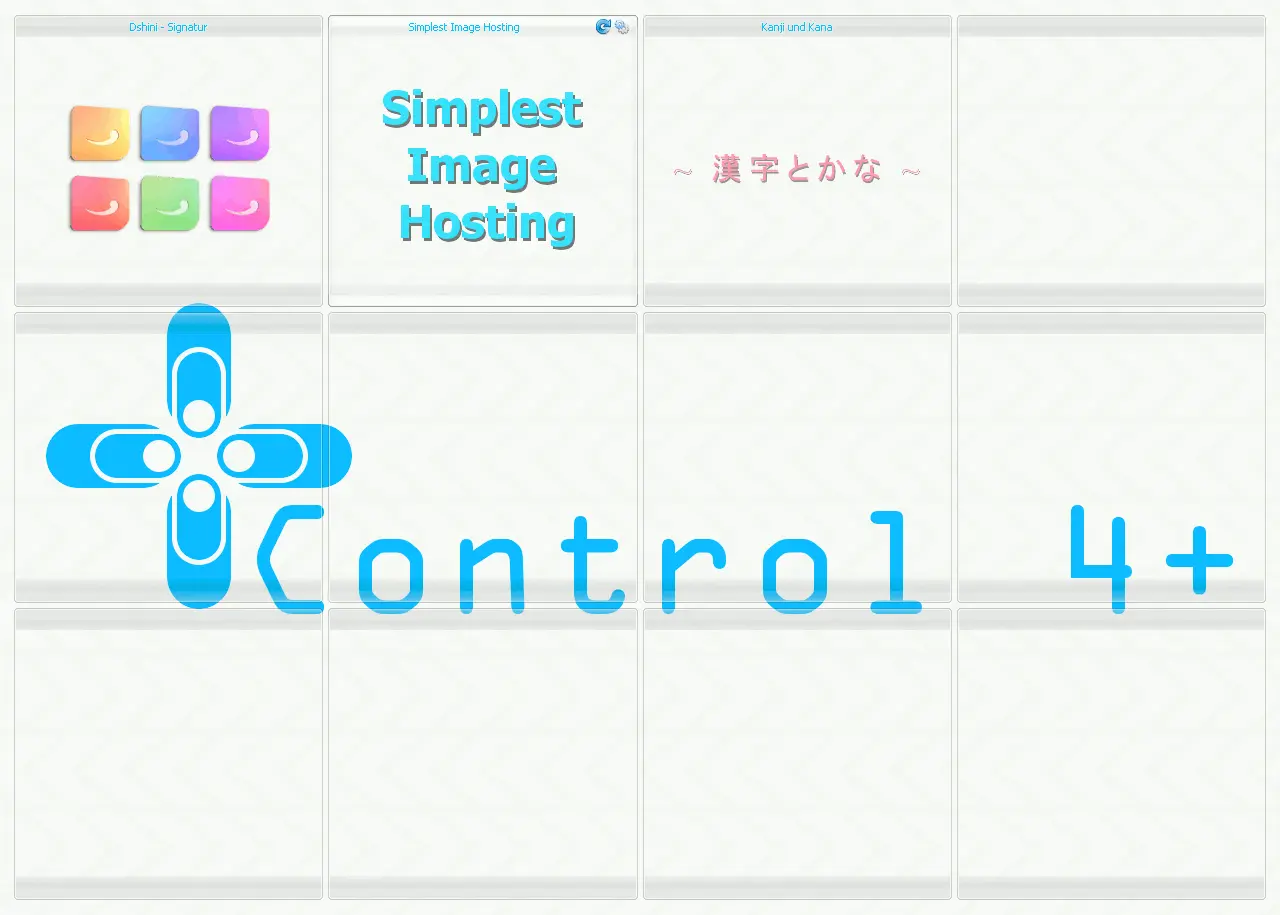 Dshini - Signatur
Simplest Image Hosting
Kanji und Kana
Simplest
Image
Hosting
~ 漢字とかな ~
Control 4+